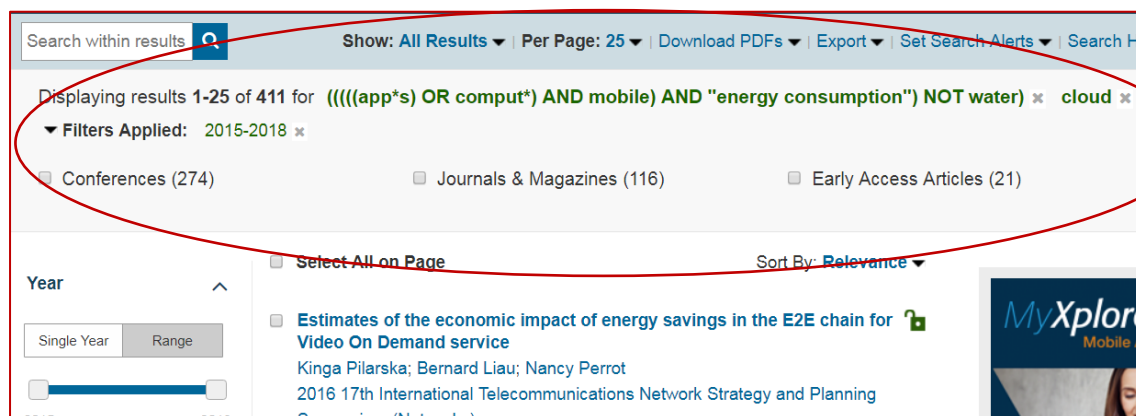 Search within results
Show: All Results | Per Page: 25 | Download PDFs | Export | Set Search Alerts | Search H
Displaying results 1-25 of 411 for (((((app*s) OR comput*) AND mobile) AND "energy consumption") NOT water) × cloud ×
Filters Applied: 2015-2018 ×
Conferences (274) Journals & Magazines (116) Early Access Articles (21)
Select All on Page Sort By: Relevance
Year
Single Year Range
Estimates of the economic impact of energy savings in the E2E chain for
Video On Demand service
Kinga Pilarska; Bernard Liau; Nancy Perrot
2016 17th International Telecommunications Network Strategy and Planning
MyXplore
Mobile